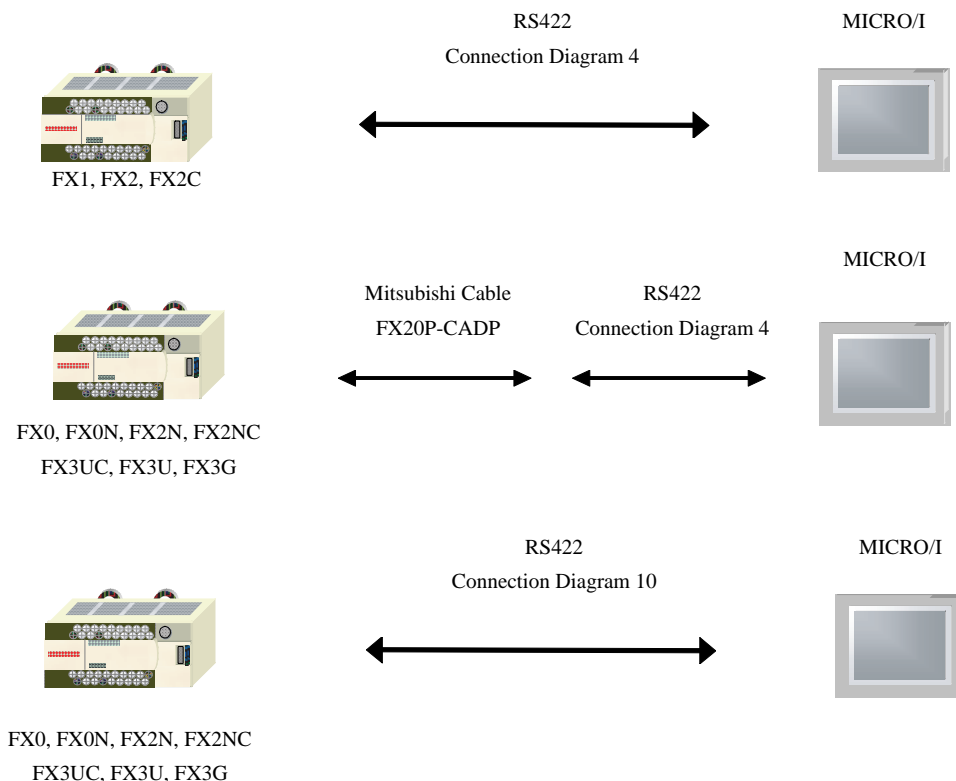 RS422
MICRO/I
Connection Diagram 4
FX1, FX2, FX2C
MICRO/I
Mitsubishi Cable
RS422
FX20P-CADP
Connection Diagram 4
FX0, FX0N, FX2N, FX2NC
FX3UC, FX3U, FX3G
RS422
MICRO/I
Connection Diagram 10
FX0, FX0N, FX2N, FX2NC
FX3UC, FX3U, FX3G